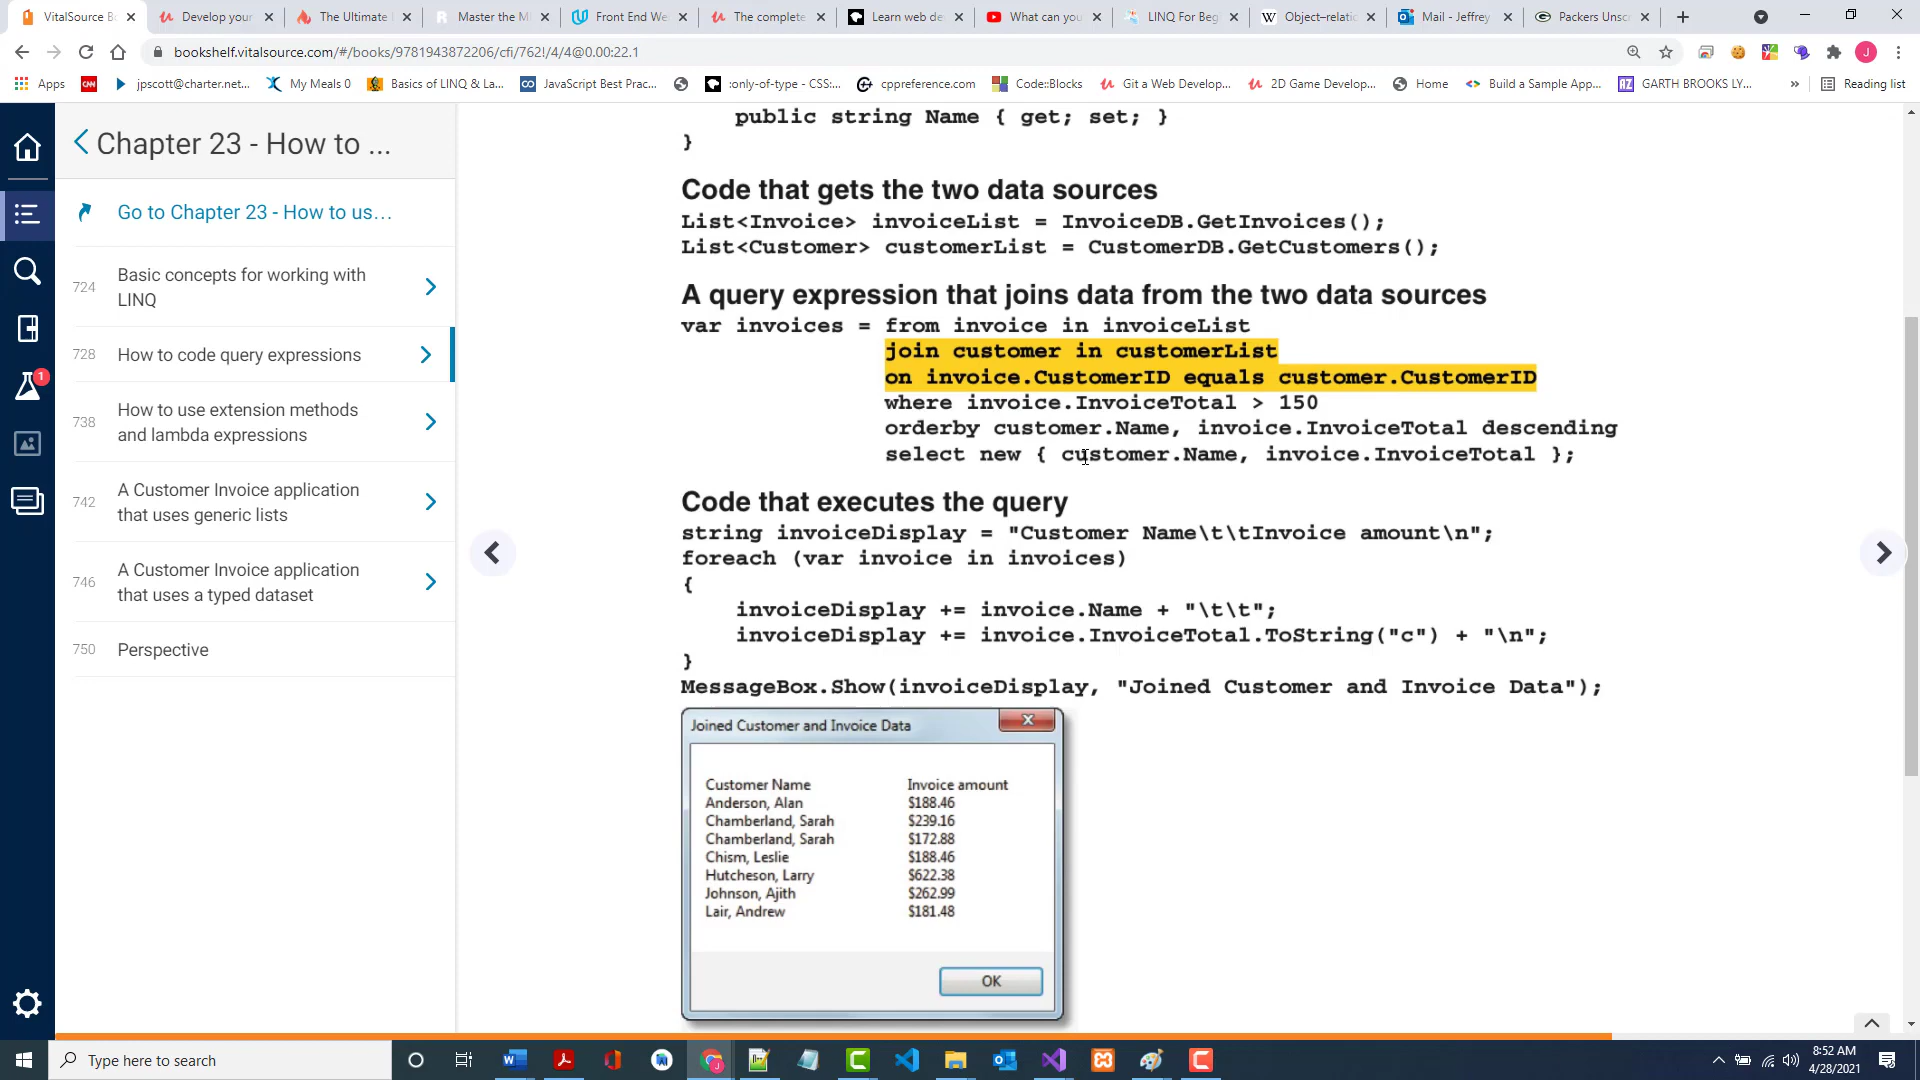 VitalSource Bo
Develop your
The Ultimate
Master the M
Front End We
The complete
Learn web de
What can you
LINQ For Beg
Object–relatio
Mail - Jeffrey
Packers Unsc
bookshelf.vitalsource.com/#/books/9781943872206/cfi/762!/4/4@0.00:22.1
J
Apps
CNN
jpscott@charter.net...
My Meals 0
Basics of LINQ & La...
JavaScript Best Prac...
:only-of-type - CSS:...
cppreference.com
Code::Blocks
Git a Web Develop...
2D Game Develop...
Home
Build a Sample App...
AZ
GARTH BROOKS LY...
»
Reading list
Chapter 23 - How to ...
Go to Chapter 23 - How to us...
724 Basic concepts for working with
LINQ
728 How to code query expressions
738 How to use extension methods
and lambda expressions
742 A Customer Invoice application
that uses generic lists
746 A Customer Invoice application
that uses a typed dataset
750 Perspective
1
public string Name { get; set; }
}
Code that gets the two data sources
List<Invoice> invoiceList = InvoiceDB.GetInvoices();
List<Customer> customerList = CustomerDB.GetCustomers();
A query expression that joins data from the two data sources
var invoices = from invoice in invoiceList
join customer in customerList
on invoice.CustomerID equals customer.CustomerID
where invoice.InvoiceTotal > 150
orderby customer.Name, invoice.InvoiceTotal descending
select new { customer.Name, invoice.InvoiceTotal };
Code that executes the query
string invoiceDisplay = "Customer Name\t\tInvoice amount\n";
foreach (var invoice in invoices)
{
invoiceDisplay += invoice.Name + "\t\t";
invoiceDisplay += invoice.InvoiceTotal.ToString("c") + "\n";
}
MessageBox.Show(invoiceDisplay, "Joined Customer and Invoice Data");
Joined Customer and Invoice Data
Customer Name Invoice amount
Anderson, Alan $188.46
Chamberland, Sarah $239.16
Chamberland, Sarah $172.88
Chism, Leslie $188.46
Hutcheson, Larry $622.38
Johnson, Ajith $262.99
Lair, Andrew $181.48
OK
Type here to search
8:52 AM
4/28/2021